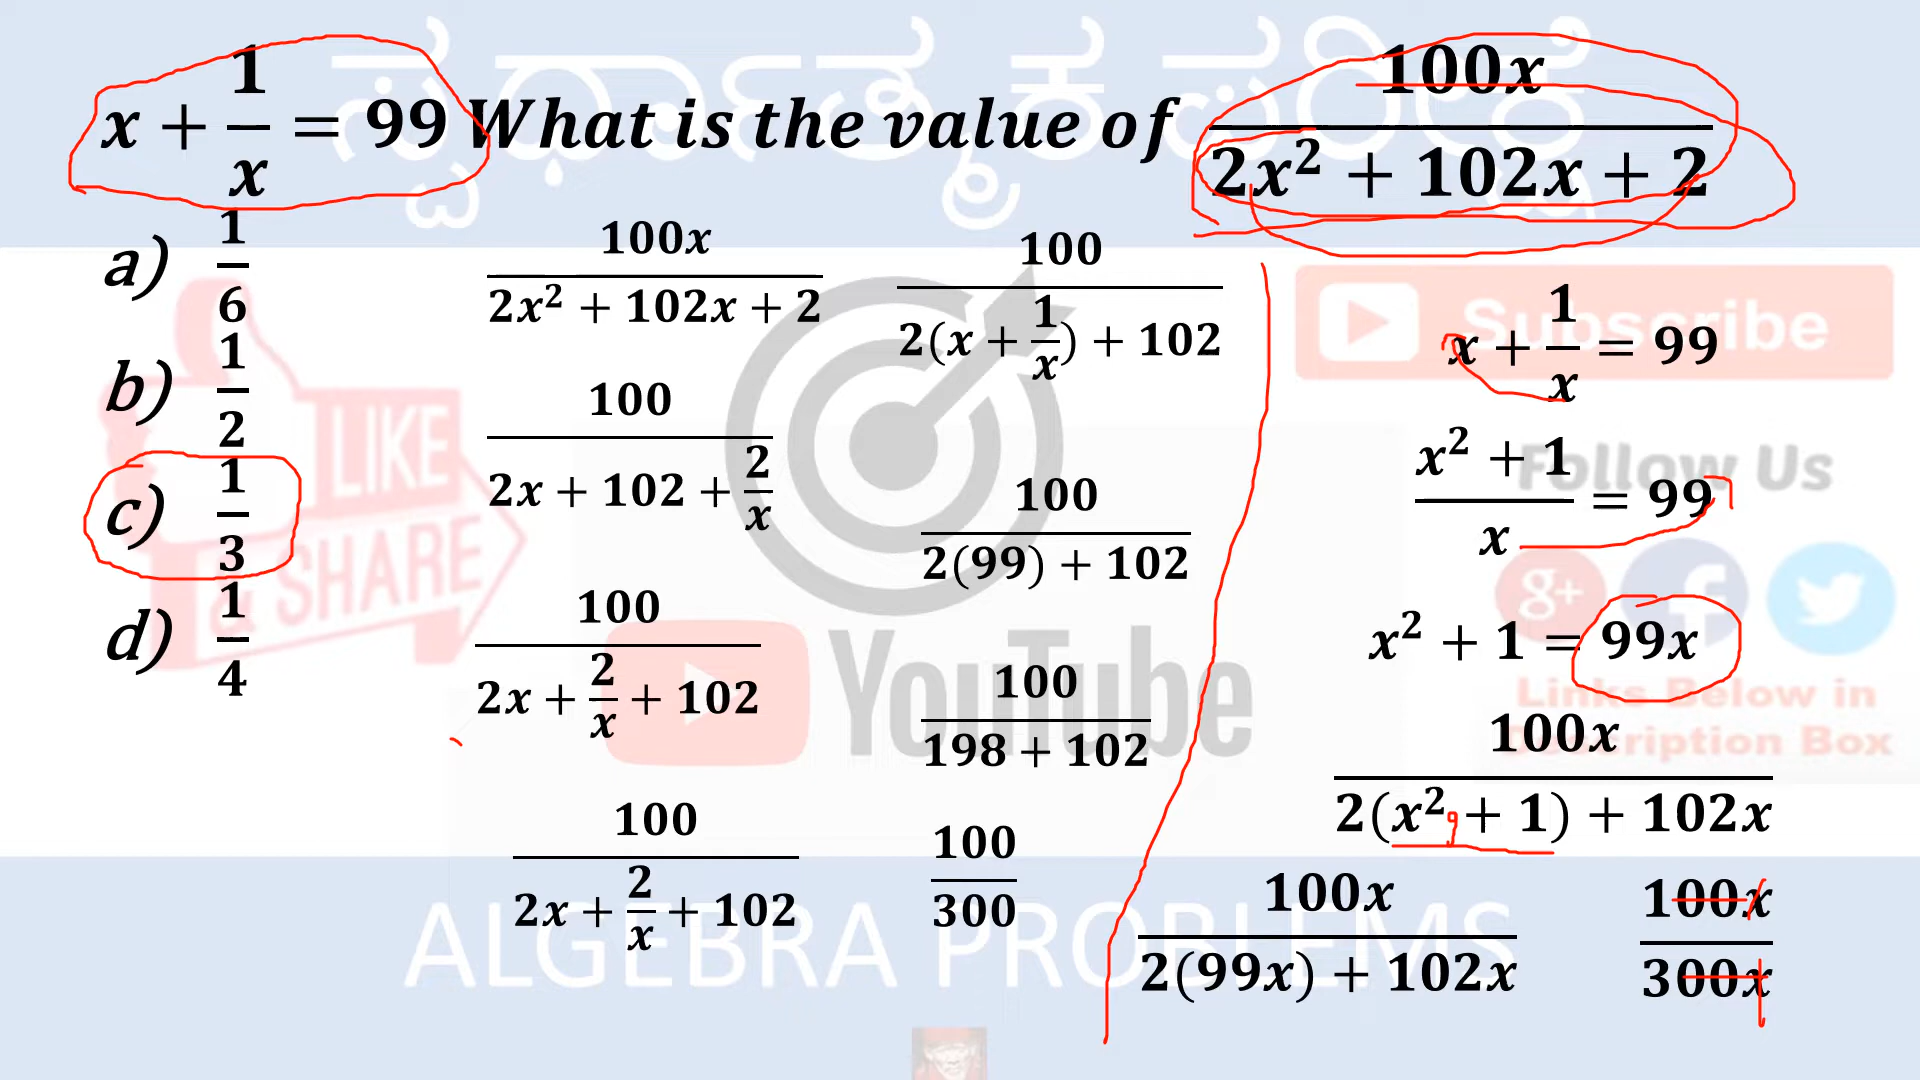 x + 1/x = 99 What is the value of 100x / (2x² + 102x + 2)
a) 1/6
b) 1/2
c) 1/3
d) 1/4
100x / (2x² + 102x + 2)
100 / (2x + 102 + 2/x)
100 / (2x + 2/x + 102)
100 / (2x + 2/x + 102)
100 / (2(x + 1/x) + 102)
100 / (2(99) + 102)
100 / (198 + 102)
100/300
x + 1/x = 99
(x² + 1)/x = 99
x² + 1 = 99x
100x / (2(x² + 1) + 102x)
100x / (2(99x) + 102x)
100x / 300x
ಸ್ಪರ್ಧಾತ್ಮಕ ಪರೀಕ್ಷೆ
LIKE
& SHARE
YouTube
Subscribe
Follow Us
g+ f
Links Below in
Description Box
ALGEBRA PROBLEMS